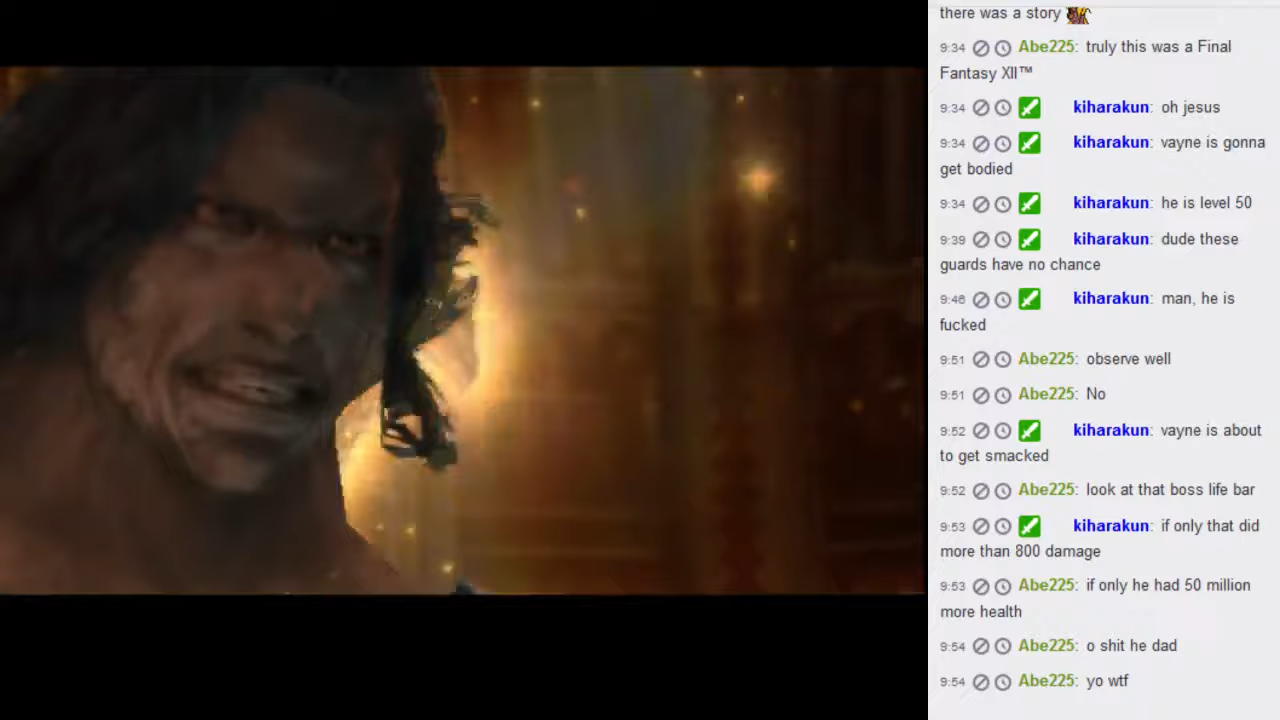 there was a story
9:34 Abe225: truly this was a Final
Fantasy XII™
9:34 kiharakun: oh jesus
9:34 kiharakun: vayne is gonna
get bodied
9:34 kiharakun: he is level 50
9:39 kiharakun: dude these
guards have no chance
9:46 kiharakun: man, he is
fucked
9:51 Abe225: observe well
9:51 Abe225: No
9:52 kiharakun: vayne is about
to get smacked
9:52 Abe225: look at that boss life bar
9:53 kiharakun: if only that did
more than 800 damage
9:53 Abe225: if only he had 50 million
more health
9:54 Abe225: o shit he dad
9:54 Abe225: yo wtf